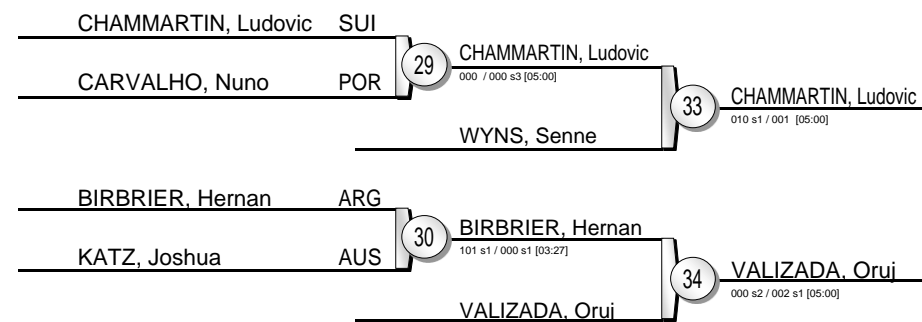 CHAMMARTIN, Ludovic SUI
CARVALHO, Nuno POR
29
CHAMMARTIN, Ludovic
000 / 000 s3 [05:00]
WYNS, Senne
33
CHAMMARTIN, Ludovic
010 s1 / 001 [05:00]
BIRBRIER, Hernan ARG
KATZ, Joshua AUS
30
BIRBRIER, Hernan
101 s1 / 000 s1 [03:27]
VALIZADA, Oruj
34
VALIZADA, Oruj
000 s2 / 002 s1 [05:00]